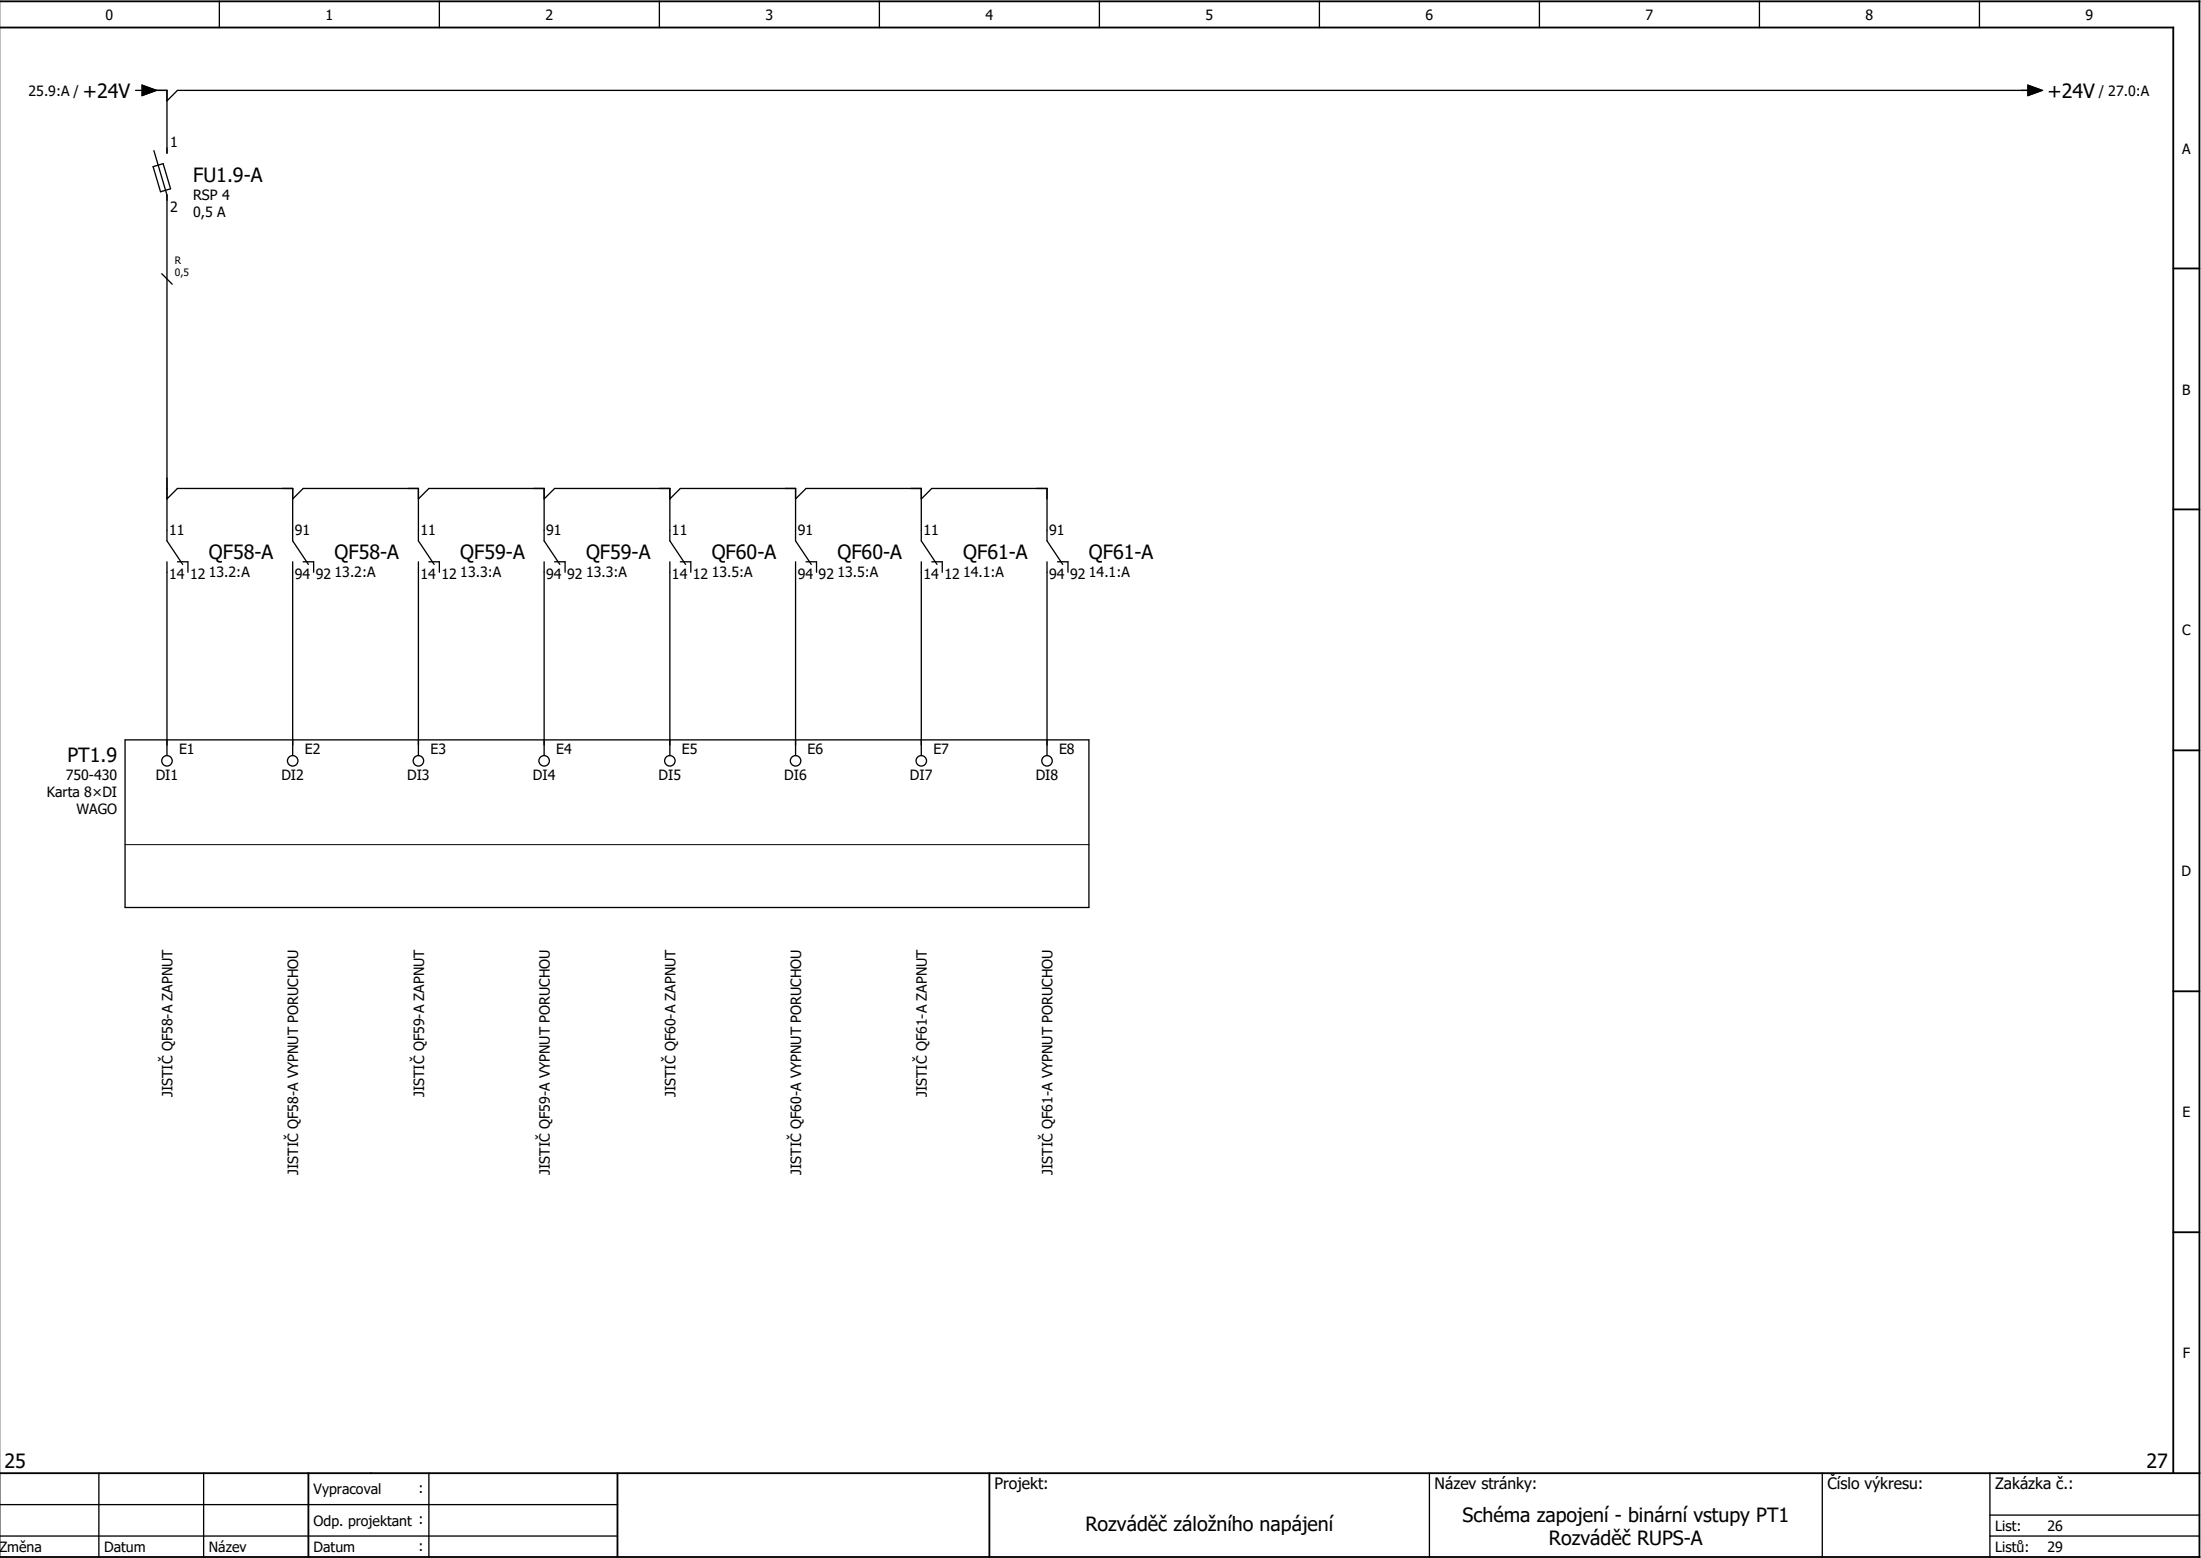 0 1 2 3 4 5 6 7 8 9
25.9:A / +24V
+24V / 27.0:A
A
1
FU1.9-A
RSP 4
2
0,5 A
R
0,5
B
11 91 11 91 11 91 11 91
QF58-A QF58-A QF59-A QF59-A QF60-A QF60-A QF61-A QF61-A
14 12 13.2:A 94 92 13.2:A 14 12 13.3:A 94 92 13.3:A 14 12 13.5:A 94 92 13.5:A 14 12 14.1:A 94 92 14.1:A
C
PT1.9
750-430
Karta 8×DI
WAGO
E1 E2 E3 E4 E5 E6 E7 E8
DI1 DI2 DI3 DI4 DI5 DI6 DI7 DI8
D
JISTIČ QF58-A ZAPNUT
JISTIČ QF58-A VYPNUT PORUCHOU
JISTIČ QF59-A ZAPNUT
JISTIČ QF59-A VYPNUT PORUCHOU
JISTIČ QF60-A ZAPNUT
JISTIČ QF60-A VYPNUT PORUCHOU
JISTIČ QF61-A ZAPNUT
JISTIČ QF61-A VYPNUT PORUCHOU
E
F
25
27
Vypracoval :
Odp. projektant :
Změna Datum Název Datum :
Projekt:
Rozváděč záložního napájení
Název stránky:
Schéma zapojení - binární vstupy PT1
Rozváděč RUPS-A
Číslo výkresu:
Zakázka č.:
List: 26
Listů: 29